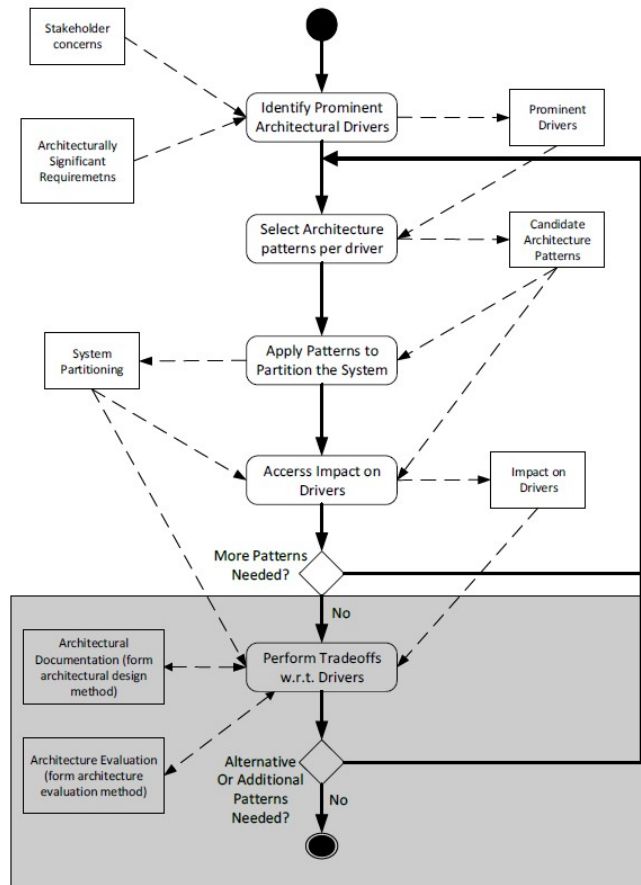 Stakeholder
concerns
Identify Prominent
Architectural Drivers
Prominent
Drivers
Architecturally
Significant
Requiremetns
Select Architecture
patterns per driver
Candidate
Architecture
Patterns
System
Partitioning
Apply Patterns to
Partition the System
Accerss Impact on
Drivers
Impact on
Drivers
More Patterns
Needed?
No
Architectural
Documentation (form
architectural design
method)
Perform Tradeoffs
w.r.t. Drivers
Architecture Evaluation
(form architecture
evaluation method)
Alternative
Or Additional
Patterns
Needed?
No